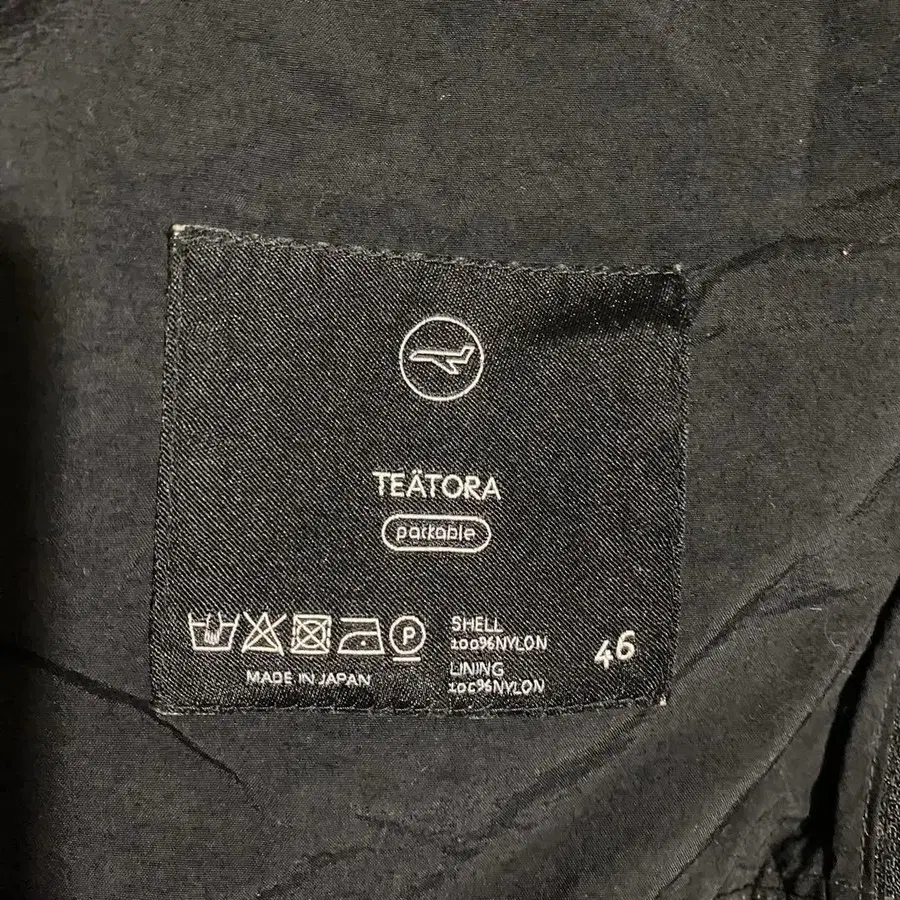 TEÄTORA
packable
P
MADE IN JAPAN
SHELL
100%NYLON
LINING
100%NYLON
46